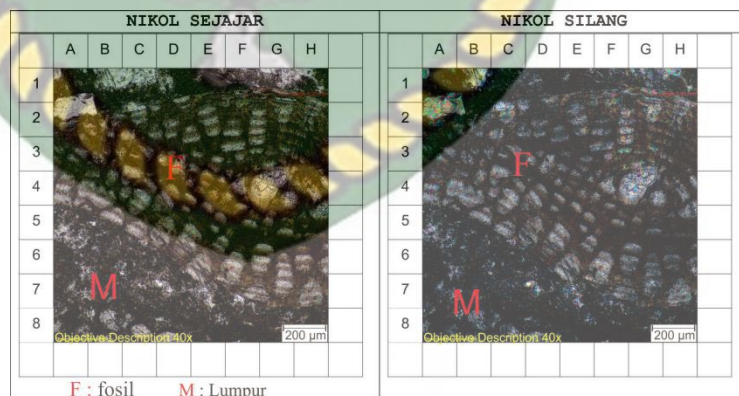 NIKOL SEJAJAR
NIKOL SILANG
A B C D E F G H
A B C D E F G H
1
2
3
4
5
6
7
8
1
2
3
4
5
6
7
8
F
M
F
M
Objective Description 40x
200 µm
Objective Description 40x
200 µm
F : fosil M : Lumpur